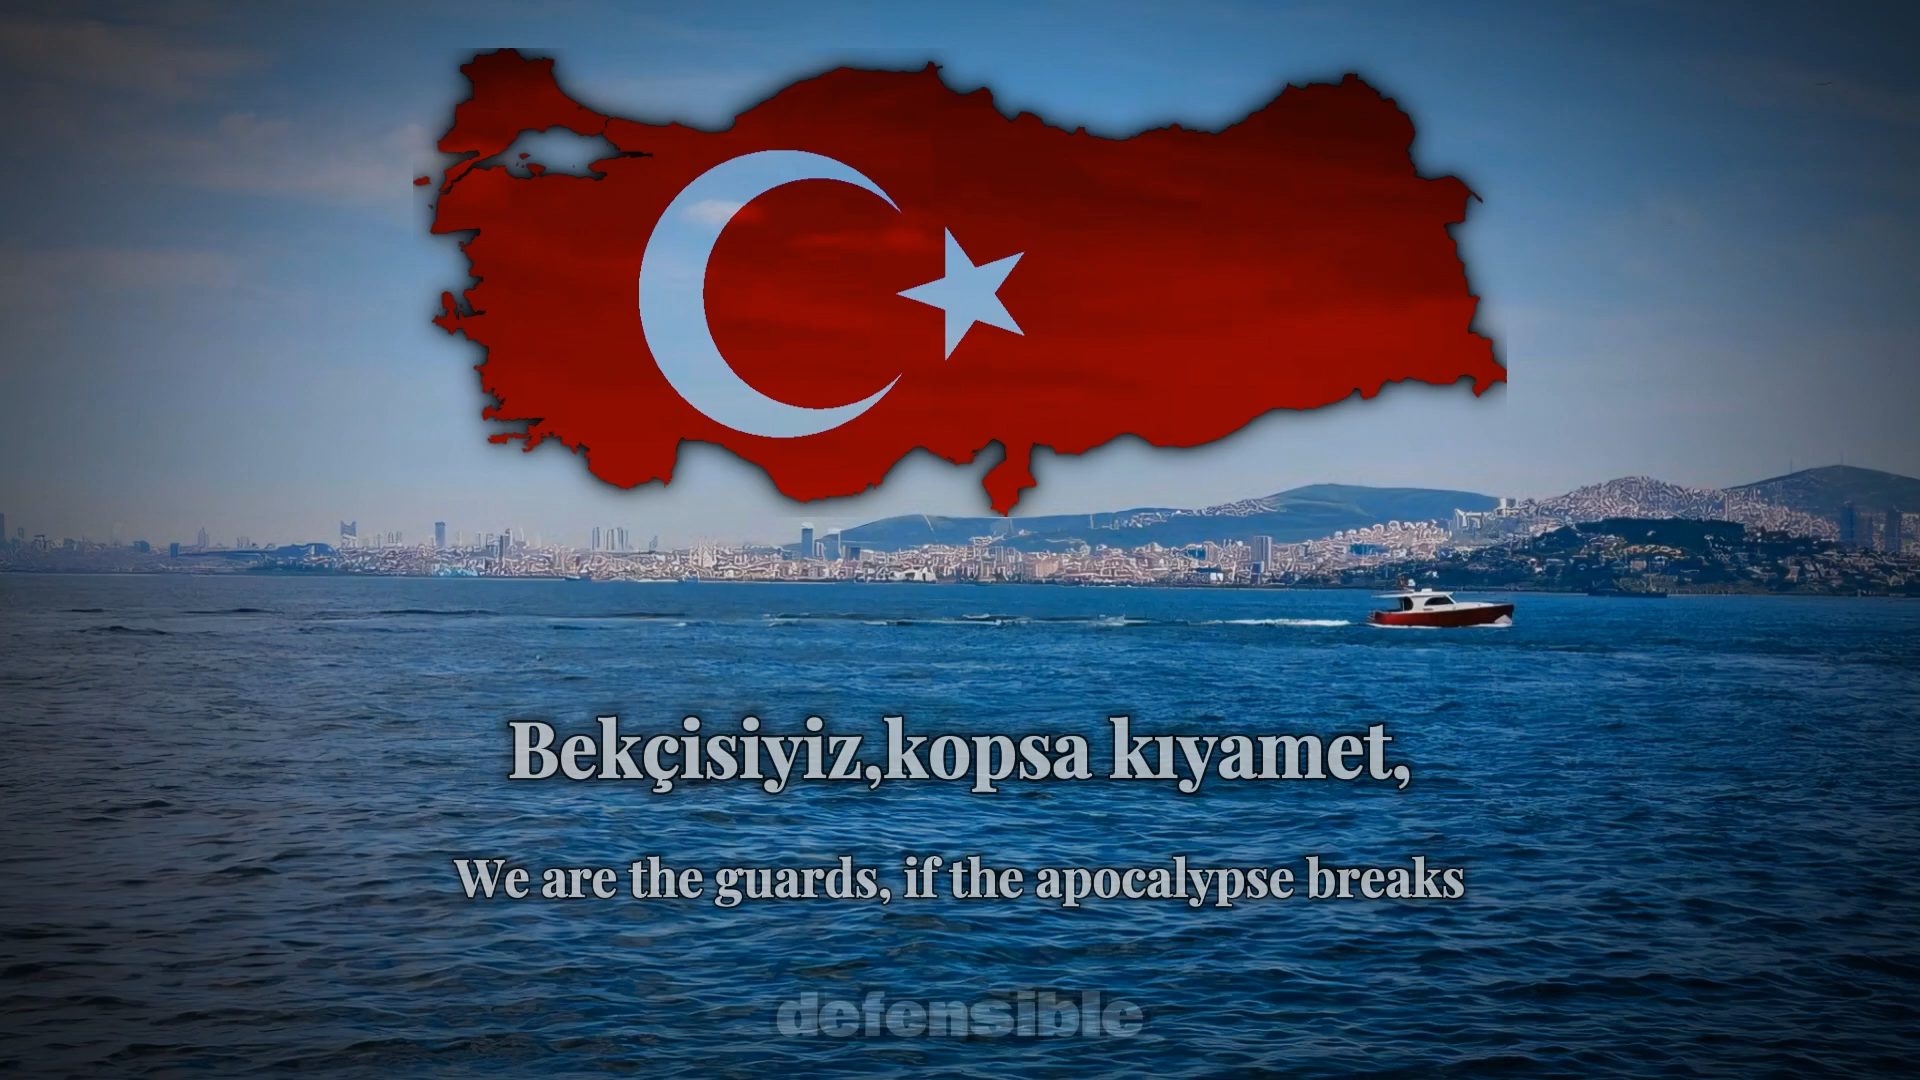 Bekçisiyiz,kopsa kıyamet,
We are the guards, if the apocalypse breaks
defensible